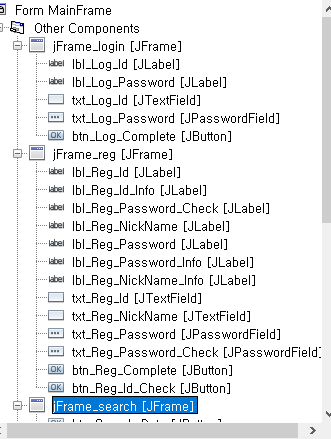 Form MainFrame
Other Components
jFrame_login [JFrame]
label lbl_Log_Id [JLabel]
label lbl_Log_Password [JLabel]
txt_Log_Id [JTextField]
txt_Log_Password [JPasswordField]
OK btn_Log_Complete [JButton]
jFrame_reg [JFrame]
label lbl_Reg_Id [JLabel]
label lbl_Reg_Id_Info [JLabel]
label lbl_Reg_Password_Check [JLabel]
label lbl_Reg_NickName [JLabel]
label lbl_Reg_Password [JLabel]
label lbl_Reg_Password_Info [JLabel]
label lbl_Reg_NickName_Info [JLabel]
txt_Reg_Id [JTextField]
txt_Reg_Password [JPasswordField]
txt_Reg_Password_Check [JPasswordField]
OK btn_Reg_Complete [JButton]
OK btn_Reg_Id_Check [JButton]
jFrame_search [JFrame]